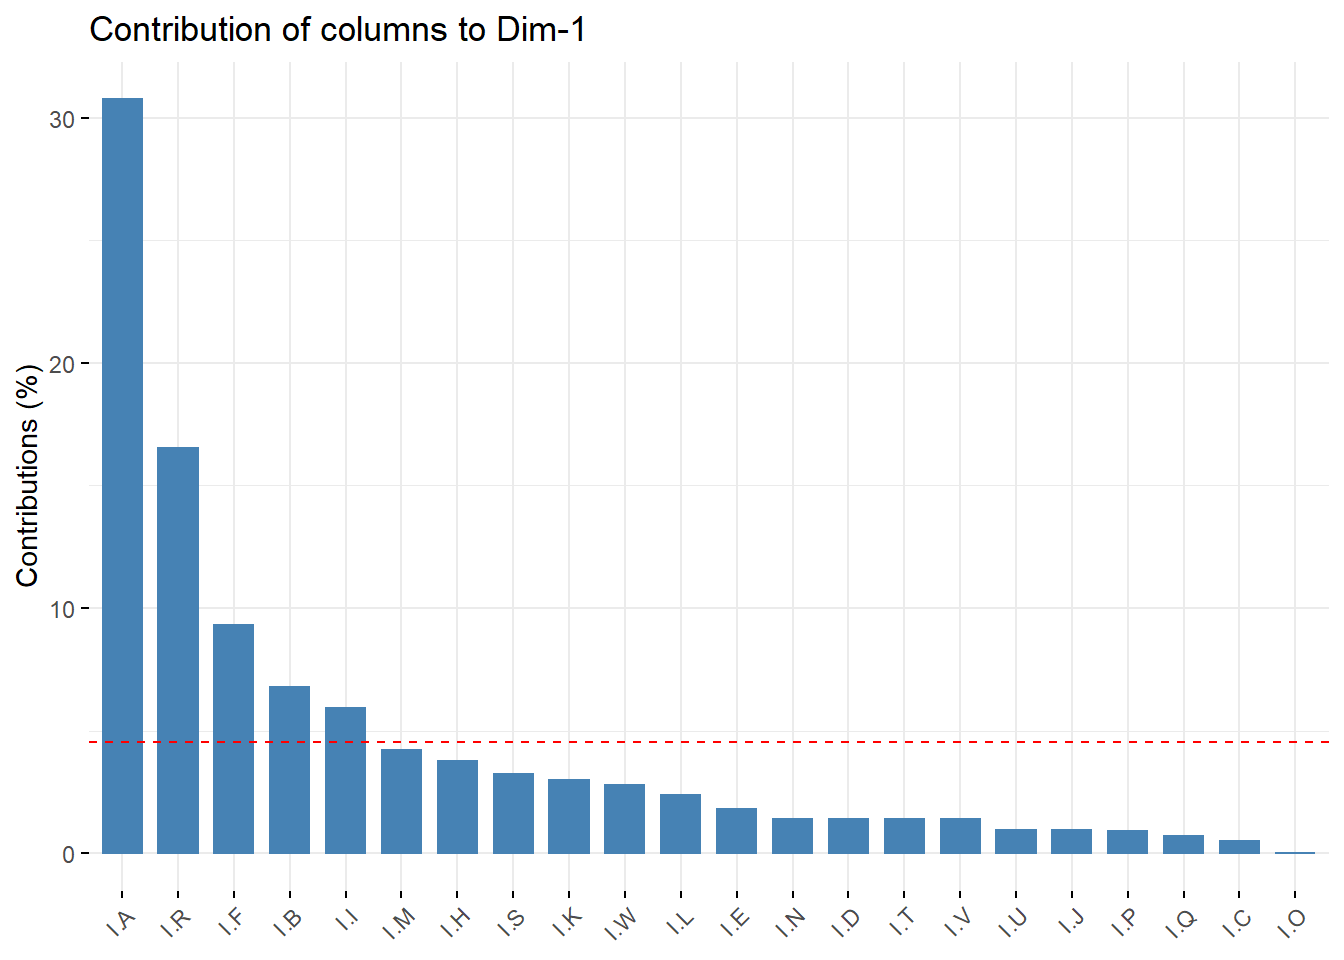 Contribution of columns to Dim-1
Contributions (%)
30
20
10
0
I.A
I.R
I.F
I.B
I.I
I.M
I.H
I.S
I.K
I.W
I.L
I.E
I.N
I.D
I.T
I.V
I.U
I.J
I.P
I.Q
I.C
I.O